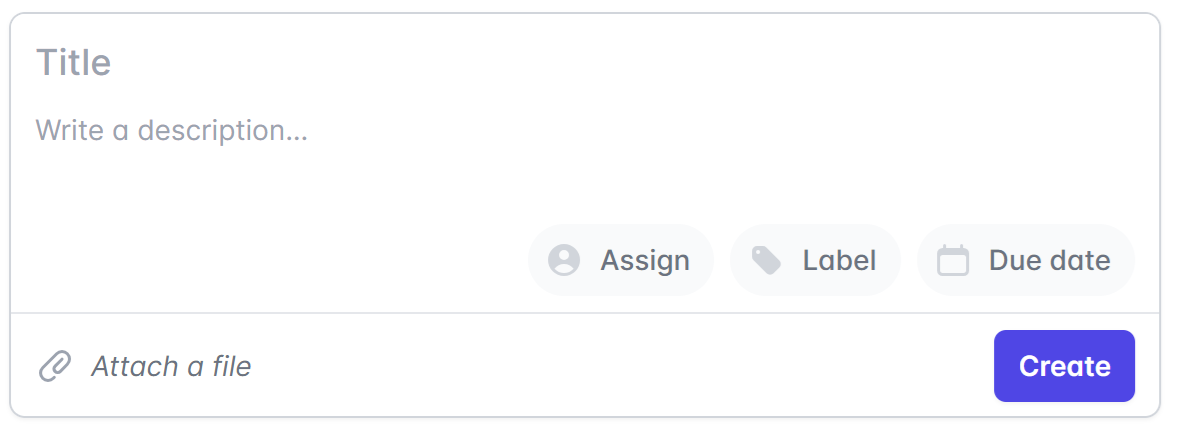 Title
Write a description...
Assign Label Due date
Attach a file Create